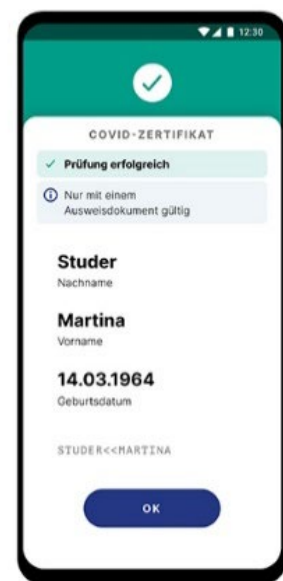 12:30
COVID-ZERTIFIKAT
Prüfung erfolgreich
Nur mit einem
Ausweisdokument gültig
Studer
Nachname
Martina
Vorname
14.03.1964
Geburtsdatum
STUDER<<MARTINA
OK